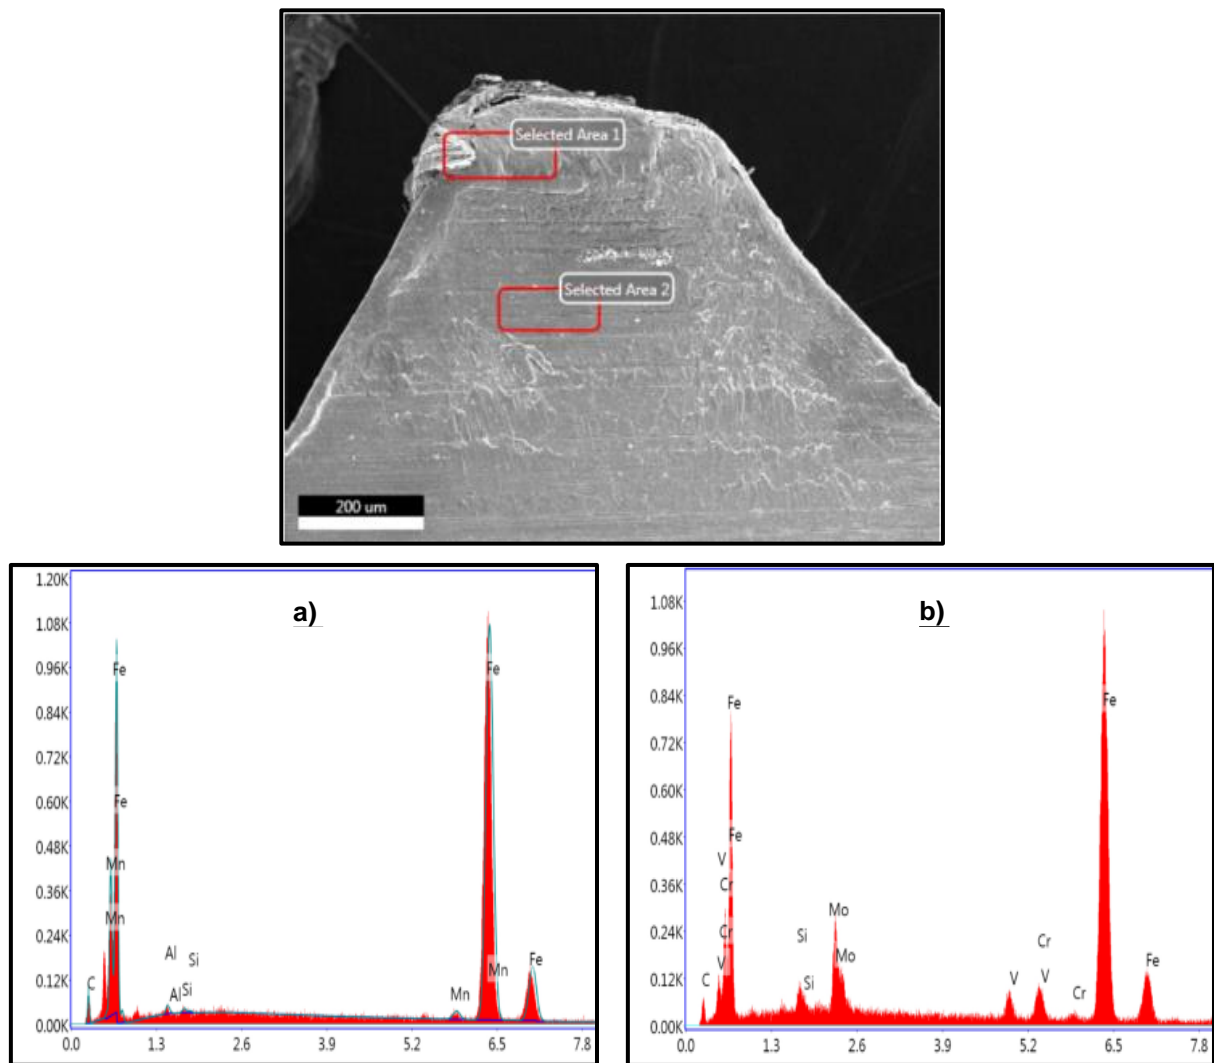 Selected Area 1
Selected Area 2
200 um
a)
1.20K
1.08K
0.96K
0.84K
0.72K
0.60K
0.48K
0.36K
0.24K
0.12K
0.00K
Fe
Fe
Mn
Mn
C
Al
Si
Al
Si
Mn
Fe
Mn
Fe
0.0 1.3 2.6 3.9 5.2 6.5 7.8
b)
1.08K
0.96K
0.84K
0.72K
0.60K
0.48K
0.36K
0.24K
0.12K
0.00K
Fe
Fe
V
Cr
Cr
V
C
Si
Si
Mo
Mo
V
Cr
V
Cr
Fe
Fe
0.0 1.3 2.6 3.9 5.2 6.5 7.8